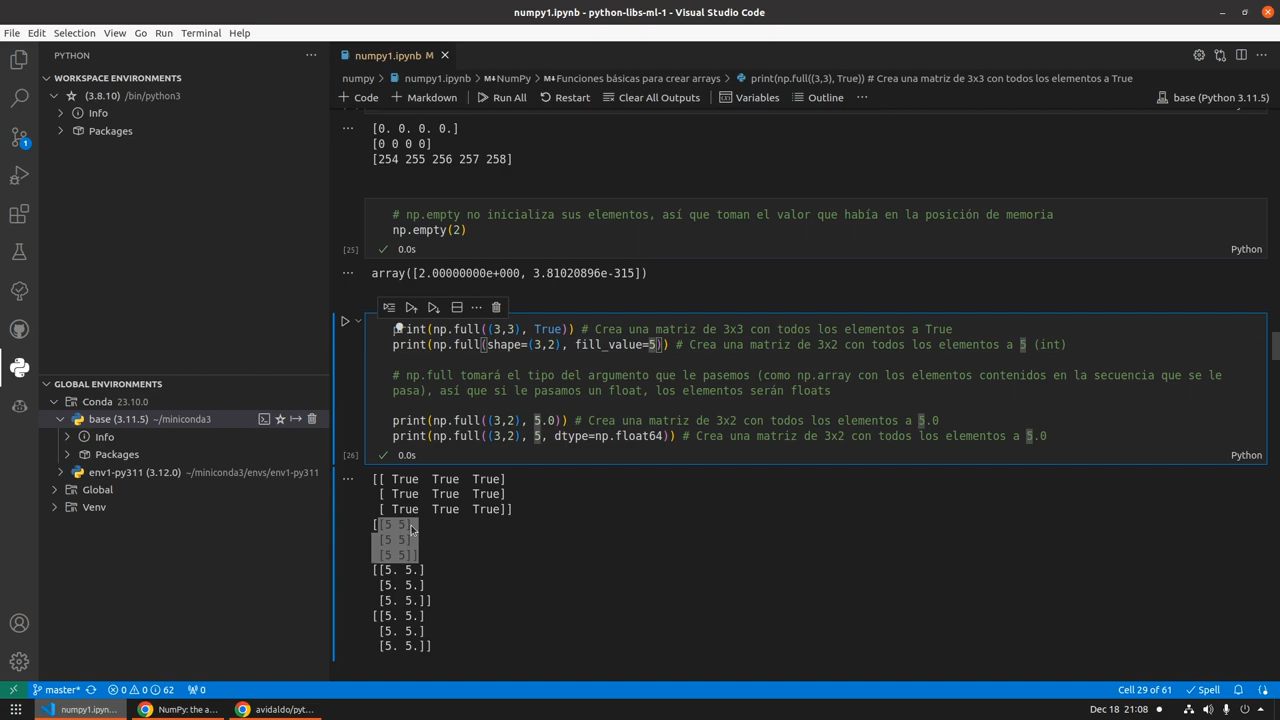 numpy1.ipynb - python-libs-ml-1 - Visual Studio Code
File Edit Selection View Go Run Terminal Help
PYTHON ···
WORKSPACE ENVIRONMENTS
(3.8.10) /bin/python3
Info
Packages
GLOBAL ENVIRONMENTS
Conda 23.10.0
base (3.11.5) ~/miniconda3
Info
Packages
env1-py311 (3.12.0) ~/miniconda3/envs/env1-py311
Global
Venv
numpy1.ipynb M
numpy > numpy1.ipynb > NumPy > Funciones básicas para crear arrays > print(np.full((3,3), True)) # Crea una matriz de 3x3 con todos los elementos a True
+ Code + Markdown Run All Restart Clear All Outputs Variables Outline ···
base (Python 3.11.5)
[0. 0. 0. 0.]
[0 0 0 0]
[254 255 256 257 258]
# np.empty no inicializa sus elementos, así que toman el valor que había en la posición de memoria
np.empty(2)
[25] 0.0s Python
array([2.00000000e+000, 3.81020896e-315])
print(np.full((3,3), True)) # Crea una matriz de 3x3 con todos los elementos a True
print(np.full(shape=(3,2), fill_value=5)) # Crea una matriz de 3x2 con todos los elementos a 5 (int)
# np.full tomará el tipo del argumento que le pasemos (como np.array con los elementos contenidos en la secuencia que se le
pasa), así que si le pasamos un float, los elementos serán floats
print(np.full((3,2), 5.0)) # Crea una matriz de 3x2 con todos los elementos a 5.0
print(np.full((3,2), 5, dtype=np.float64)) # Crea una matriz de 3x2 con todos los elementos a 5.0
[26] 0.0s Python
[[ True True True]
[ True True True]
[ True True True]]
[[5 5]
[5 5]
[5 5]]
[[5. 5.]
[5. 5.]
[5. 5.]]
[[5. 5.]
[5. 5.]
[5. 5.]]
1
master* 0 0 62 0
Cell 29 of 61 Spell
numpy1.ipyn... NumPy: the a... avidaldo/pyt...
Dec 18 21:08